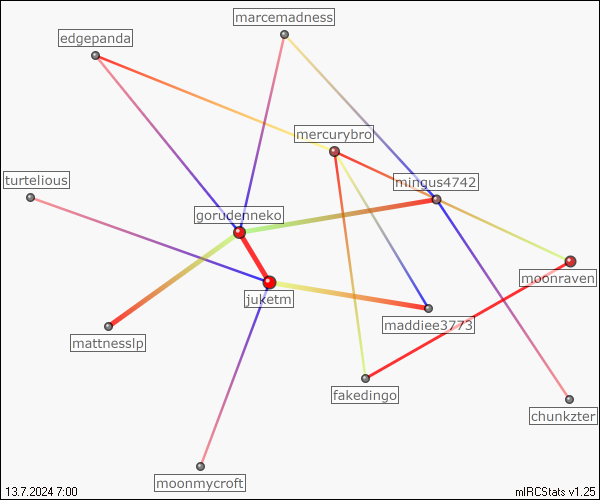 marcemadness
edgepanda
mercurybro
turtelious
mingus4742
gorudenneko
moonraven
juketm
maddiee3773
mattnesslp
fakedingo
chunkzter
moonmycroft
13.7.2024 7:00
mIRCStats v1.25